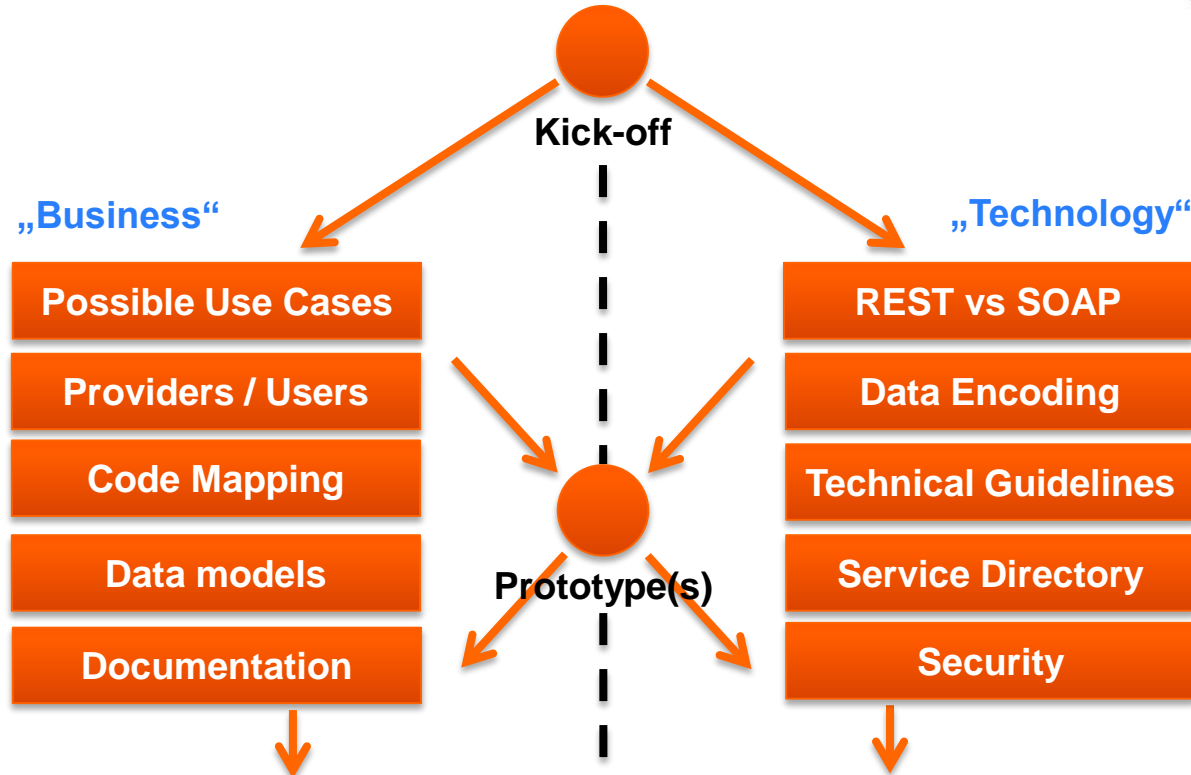 Kick-off
„Business“
„Technology“
Possible Use Cases
Providers / Users
Code Mapping
Data models
Documentation
Prototype(s)
REST vs SOAP
Data Encoding
Technical Guidelines
Service Directory
Security